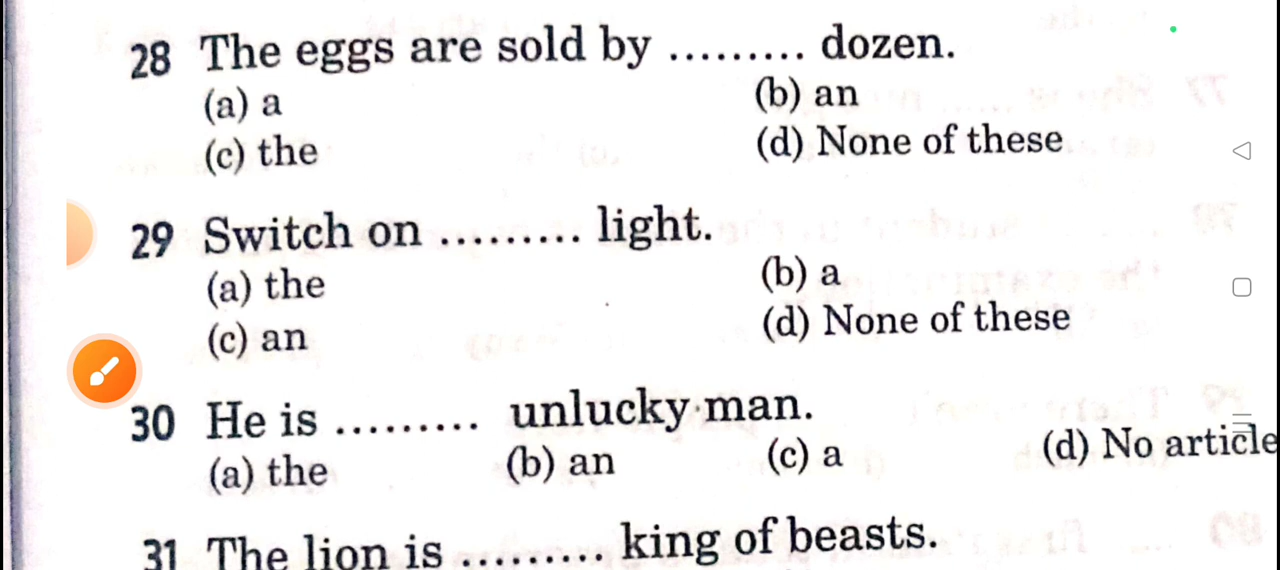 28 The eggs are sold by ......... dozen.
(a) a (b) an
(c) the (d) None of these
29 Switch on ......... light.
(a) the (b) a
(c) an (d) None of these
30 He is ......... unlucky man.
(a) the (b) an (c) a (d) No article
31 The lion is ......... king of beasts.